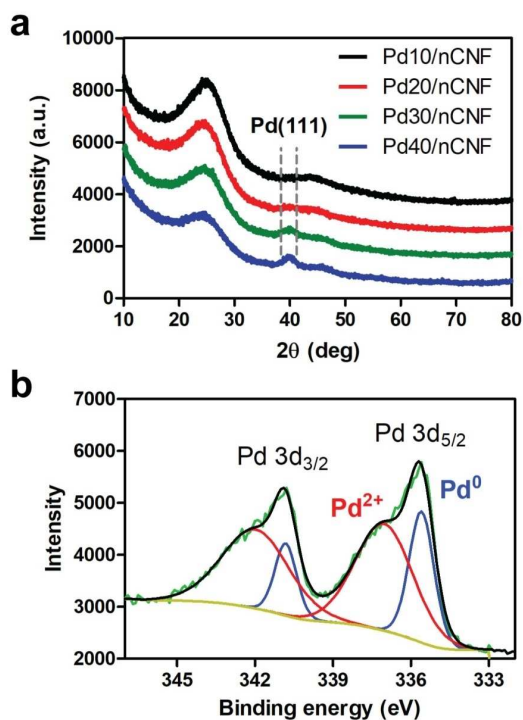 a
10000
8000
6000
4000
2000
0
Intensity (a.u.)
Pd10/nCNF
Pd20/nCNF
Pd30/nCNF
Pd40/nCNF
Pd(111)
10 20 30 40 50 60 70 80
2θ (deg)
b
7000
6000
5000
4000
3000
2000
Intensity
Pd 3d3/2
Pd 3d5/2
Pd2+
Pd0
345 342 339 336 333
Binding energy (eV)